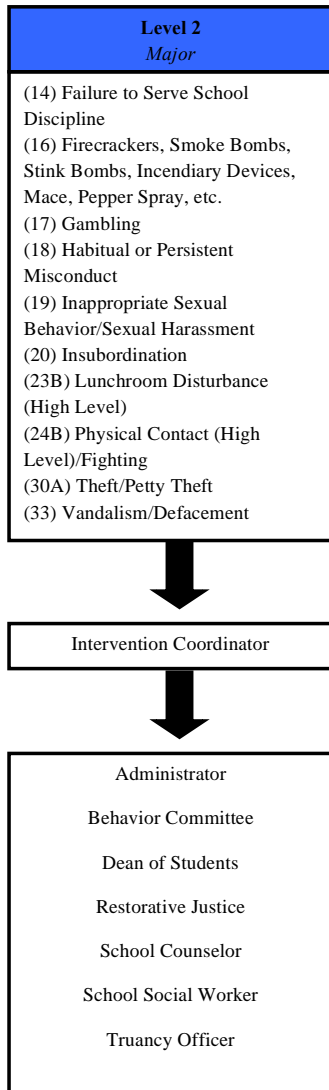 Level 2
Major
(14) Failure to Serve School
Discipline
(16) Firecrackers, Smoke Bombs,
Stink Bombs, Incendiary Devices,
Mace, Pepper Spray, etc.
(17) Gambling
(18) Habitual or Persistent
Misconduct
(19) Inappropriate Sexual
Behavior/Sexual Harassment
(20) Insubordination
(23B) Lunchroom Disturbance
(High Level)
(24B) Physical Contact (High
Level)/Fighting
(30A) Theft/Petty Theft
(33) Vandalism/Defacement
Intervention Coordinator
Administrator
Behavior Committee
Dean of Students
Restorative Justice
School Counselor
School Social Worker
Truancy Officer